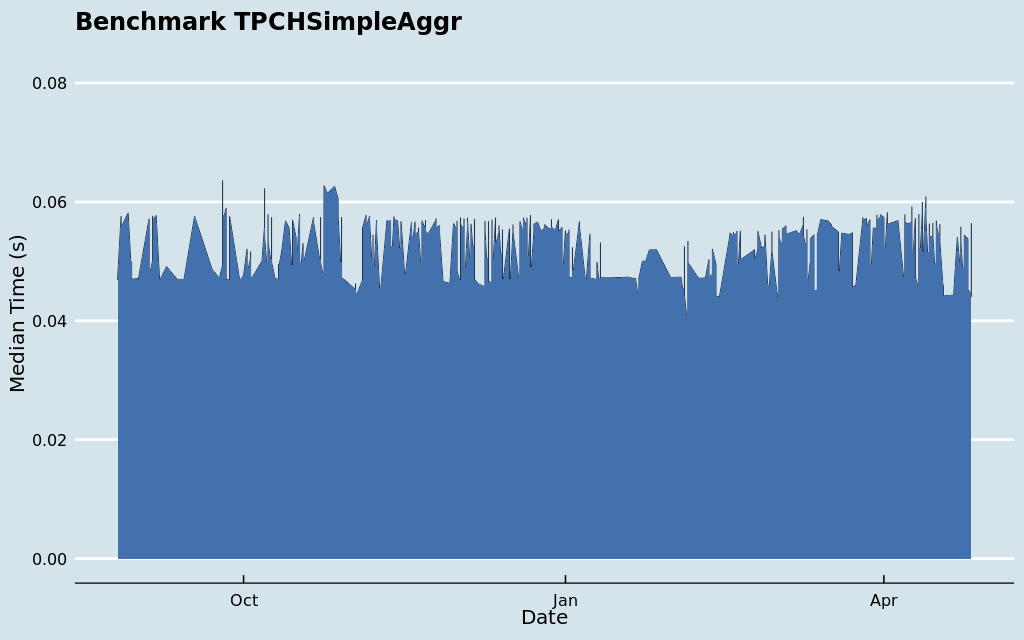 Benchmark TPCHSimpleAggr
Median Time (s)
0.08
0.06
0.04
0.02
0.00
Oct
Jan
Apr
Date